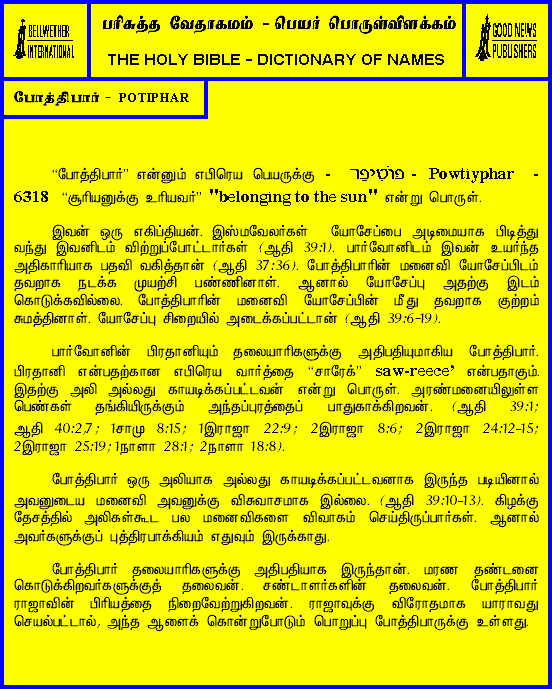 BELLWETHER
INTERNATIONAL
பரிசுத்த வேதாகமம் - பெயர் பொருள்விளக்கம்
THE HOLY BIBLE - DICTIONARY OF NAMES
GOOD NEWS
PUBLISHERS
போத்திபார் - POTIPHAR
“போத்திபார்” என்னும் எபிரெய பெயருக்கு - פּוֹטִיפַר - Powtiyphar -
6318 “சூரியனுக்கு உரியவர்” "belonging to the sun" என்று பொருள்.
இவன் ஒரு எகிப்தியன். இஸ்மவேலர்கள் யோசேப்பை அடிமையாக பிடித்து
வந்து இவனிடம் விற்றுப்போட்டார்கள் (ஆதி 39:1). பார்வோனிடம் இவன் உயர்ந்த
அதிகாரியாக பதவி வகித்தான் (ஆதி 37:36). போத்திபாரின் மனைவி யோசேப்பிடம்
தவறாக நடக்க முயற்சி பண்ணினாள். ஆனால் யோசேப்பு அதற்கு இடம்
கொடுக்கவில்லை. போத்திபாரின் மனைவி யோசேப்பின் மீது தவறாக குற்றம்
சுமத்தினாள். யோசேப்பு சிறையில் அடைக்கப்பட்டான் (ஆதி 39:6-19).
பார்வோனின் பிரதானியும் தலையாரிகளுக்கு அதிபதியுமாகிய போத்திபார்.
பிரதானி என்பதற்கான எபிரெய வார்த்தை “சாரேக்” saw-reece’ என்பதாகும்.
இதற்கு அலி அல்லது காயடிக்கப்பட்டவன் என்று பொருள். அரண்மனையிலுள்ள
பெண்கள் தங்கியிருக்கும் அந்தப்புரத்தைப் பாதுகாக்கிறவன். (ஆதி 39:1;
ஆதி 40:2,7; 1சாமு 8:15; 1இராஜா 22:9; 2இராஜா 8:6; 2இராஜா 24:12-15;
2இராஜா 25:19; 1நாளா 28:1; 2நாளா 18:8).
போத்திபார் ஒரு அலியாக அல்லது காயடிக்கப்பட்டவனாக இருந்த படியினால்
அவனுடைய மனைவி அவனுக்கு விசுவாசமாக இல்லை. (ஆதி 39:10-13). கிழக்கு
தேசத்தில் அலிகள்கூட பல மனைவிகளை விவாகம் செய்திருப்பார்கள். ஆனால்
அவர்களுக்குப் புத்திரபாக்கியம் எதுவும் இருக்காது.
போத்திபார் தலையாரிகளுக்கு அதிபதியாக இருந்தான். மரண தண்டனை
கொடுக்கிறவர்களுக்குத் தலைவன். சண்டாளர்களின் தலைவன். போத்திபார்
ராஜாவின் பிரியத்தை நிறைவேற்றுகிறவன். ராஜாவுக்கு விரோதமாக யாராவது
செயல்பட்டால், அந்த ஆளைக் கொன்றுபோடும் பொறுப்பு போத்திபாருக்கு உள்ளது.